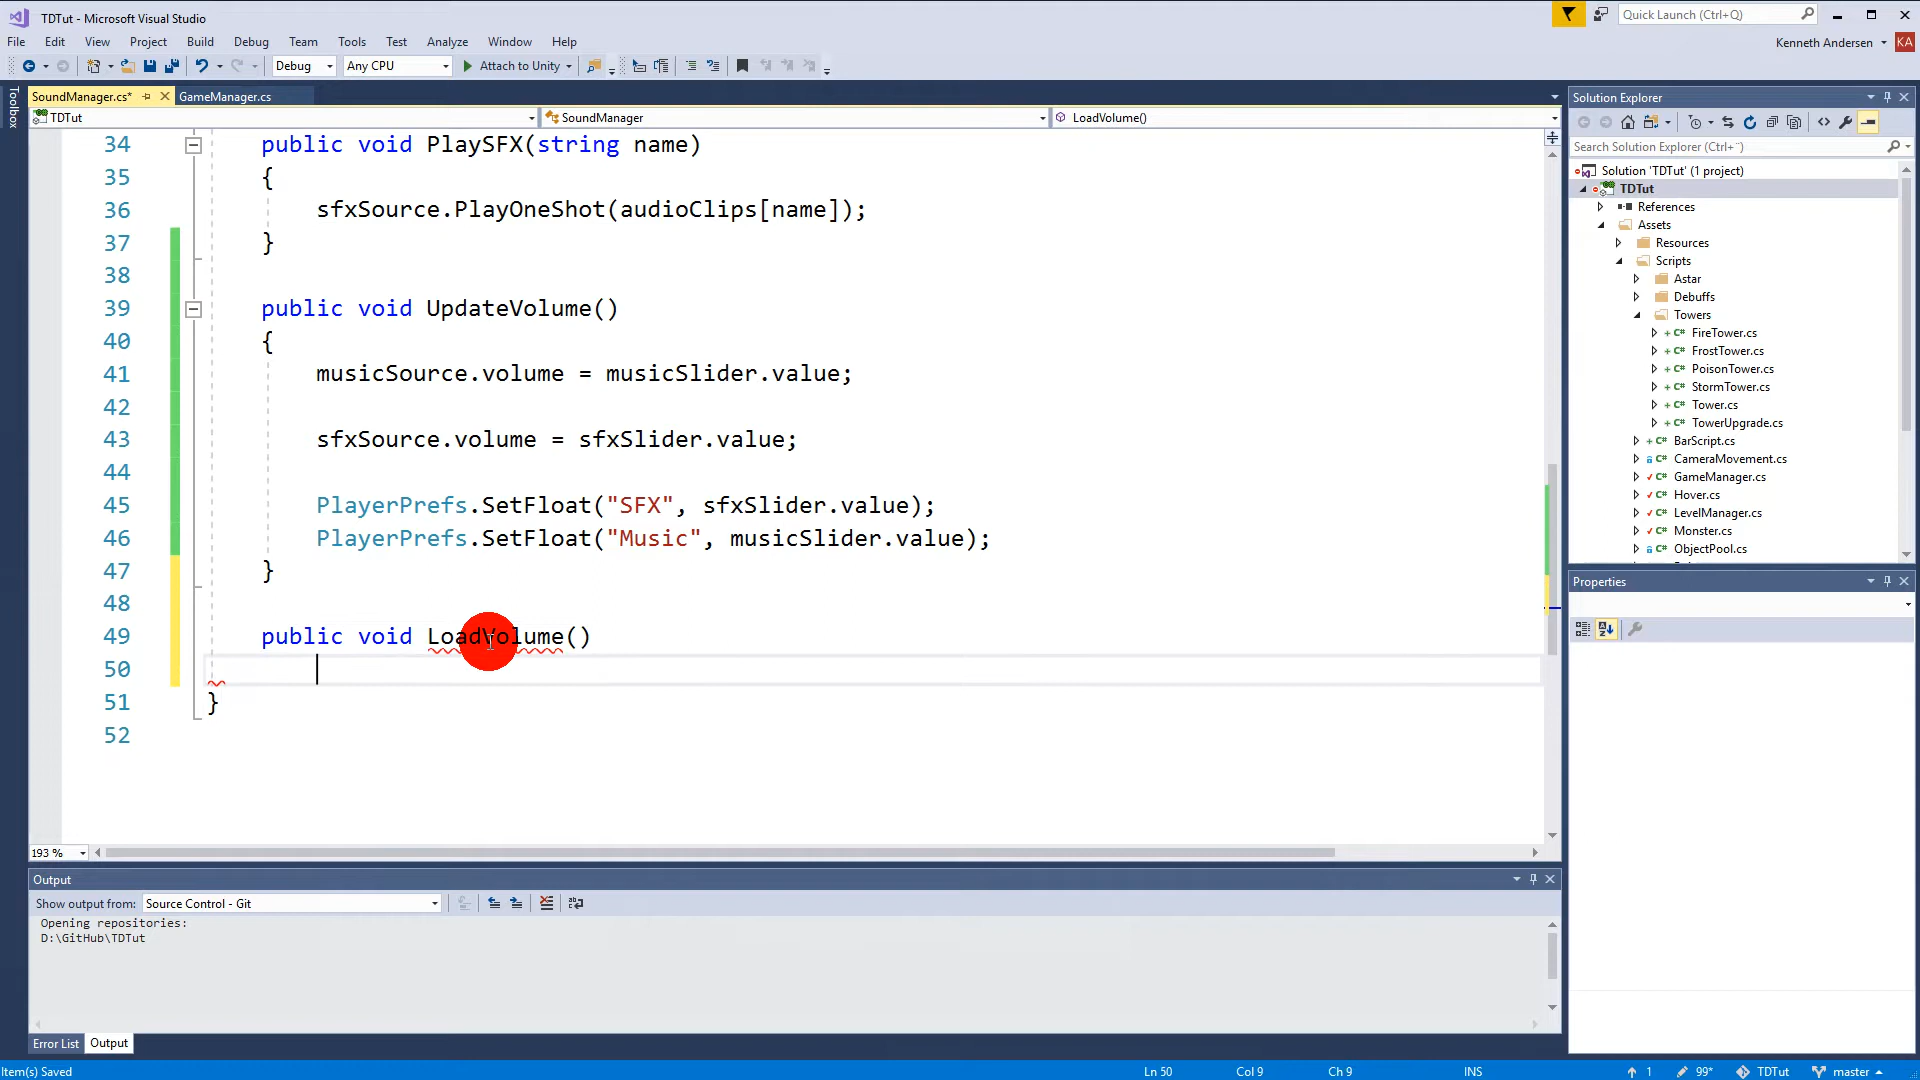 TDTut - Microsoft Visual Studio
Quick Launch (Ctrl+Q)
File Edit View Project Build Debug Team Tools Test Analyze Window Help
Kenneth Andersen KA
Debug Any CPU Attach to Unity
Toolbox
SoundManager.cs* GameManager.cs
TDTut SoundManager LoadVolume()
34 public void PlaySFX(string name)
35 {
36 sfxSource.PlayOneShot(audioClips[name]);
37 }
38
39 public void UpdateVolume()
40 {
41 musicSource.volume = musicSlider.value;
42
43 sfxSource.volume = sfxSlider.value;
44
45 PlayerPrefs.SetFloat("SFX", sfxSlider.value);
46 PlayerPrefs.SetFloat("Music", musicSlider.value);
47 }
48
49 public void LoadVolume()
50
51 }
52
193 %
Solution Explorer
Search Solution Explorer (Ctrl+¨)
Solution 'TDTut' (1 project)
TDTut
References
Assets
Resources
Scripts
Astar
Debuffs
Towers
C# FireTower.cs
C# FrostTower.cs
C# PoisonTower.cs
C# StormTower.cs
C# Tower.cs
C# TowerUpgrade.cs
C# BarScript.cs
C# CameraMovement.cs
C# GameManager.cs
C# Hover.cs
C# LevelManager.cs
C# Monster.cs
C# ObjectPool.cs
Properties
Output
Show output from: Source Control - Git
Opening repositories:
D:\GitHub\TDTut
Error List Output
Item(s) Saved Ln 50 Col 9 Ch 9 INS 1 99* TDTut master